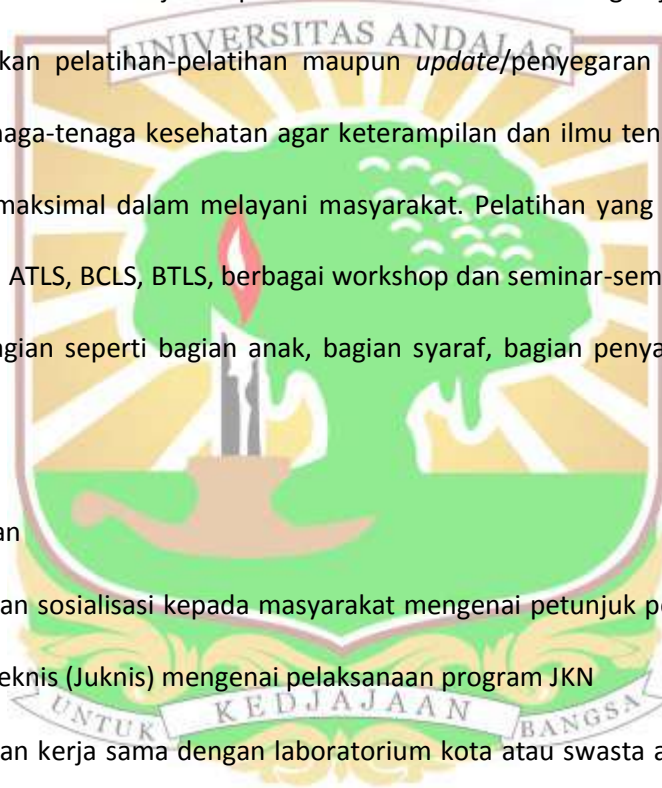 UNIVERSITAS ANDALAS
kan pelatihan-pelatihan maupun update/penyegaran
naga-tenaga kesehatan agar keterampilan dan ilmu ten
maksimal dalam melayani masyarakat. Pelatihan yang
ATLS, BCLS, BTLS, berbagai workshop dan seminar-sem
gian seperti bagian anak, bagian syaraf, bagian penya
an
an sosialisasi kepada masyarakat mengenai petunjuk pe
eknis (Juknis) mengenai pelaksanaan program JKN
UNTUK KEDJAJAAN BANGSA
an kerja sama dengan laboratorium kota atau swasta a